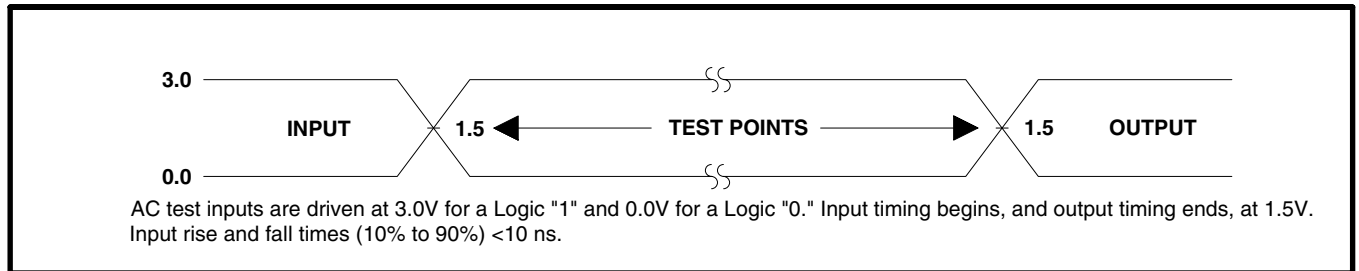 3.0
INPUT 1.5 TEST POINTS 1.5 OUTPUT
0.0
AC test inputs are driven at 3.0V for a Logic "1" and 0.0V for a Logic "0." Input timing begins, and output timing ends, at 1.5V.
Input rise and fall times (10% to 90%) <10 ns.